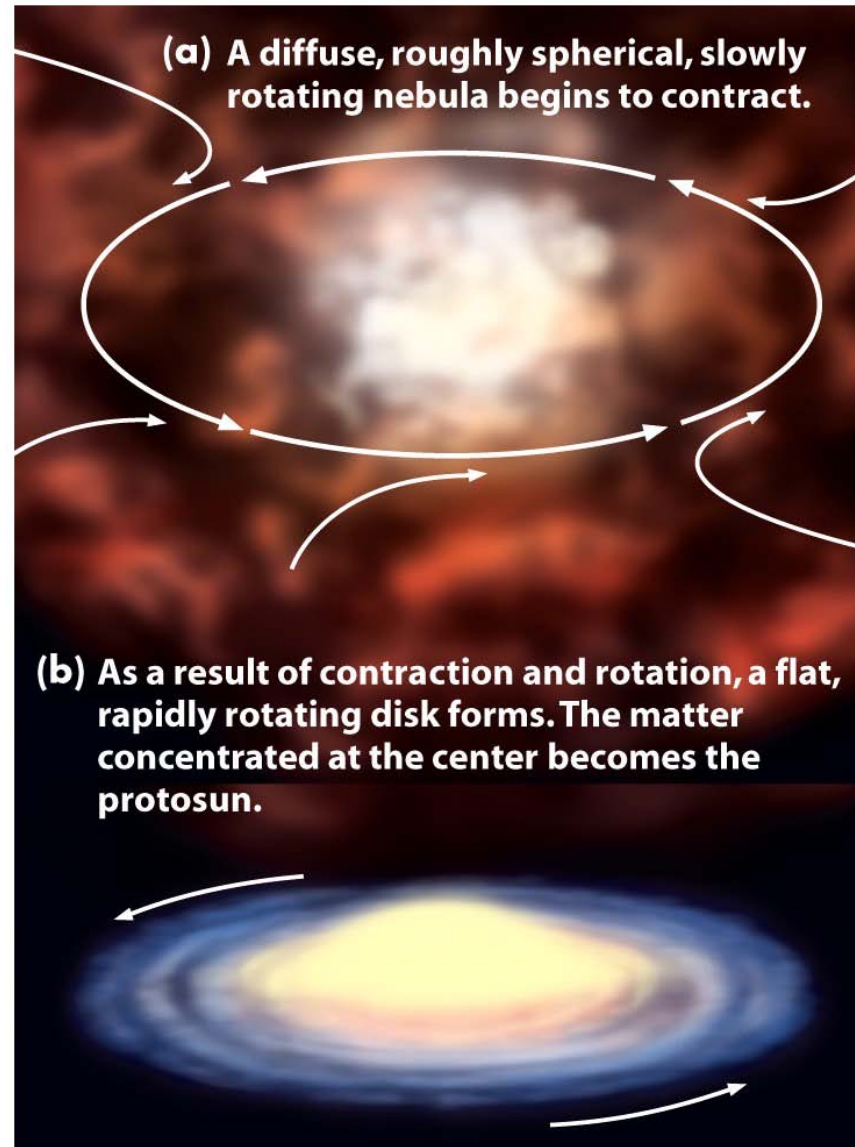 (a) A diffuse, roughly spherical, slowly
rotating nebula begins to contract.
(b) As a result of contraction and rotation, a flat,
rapidly rotating disk forms. The matter
concentrated at the center becomes the
protosun.